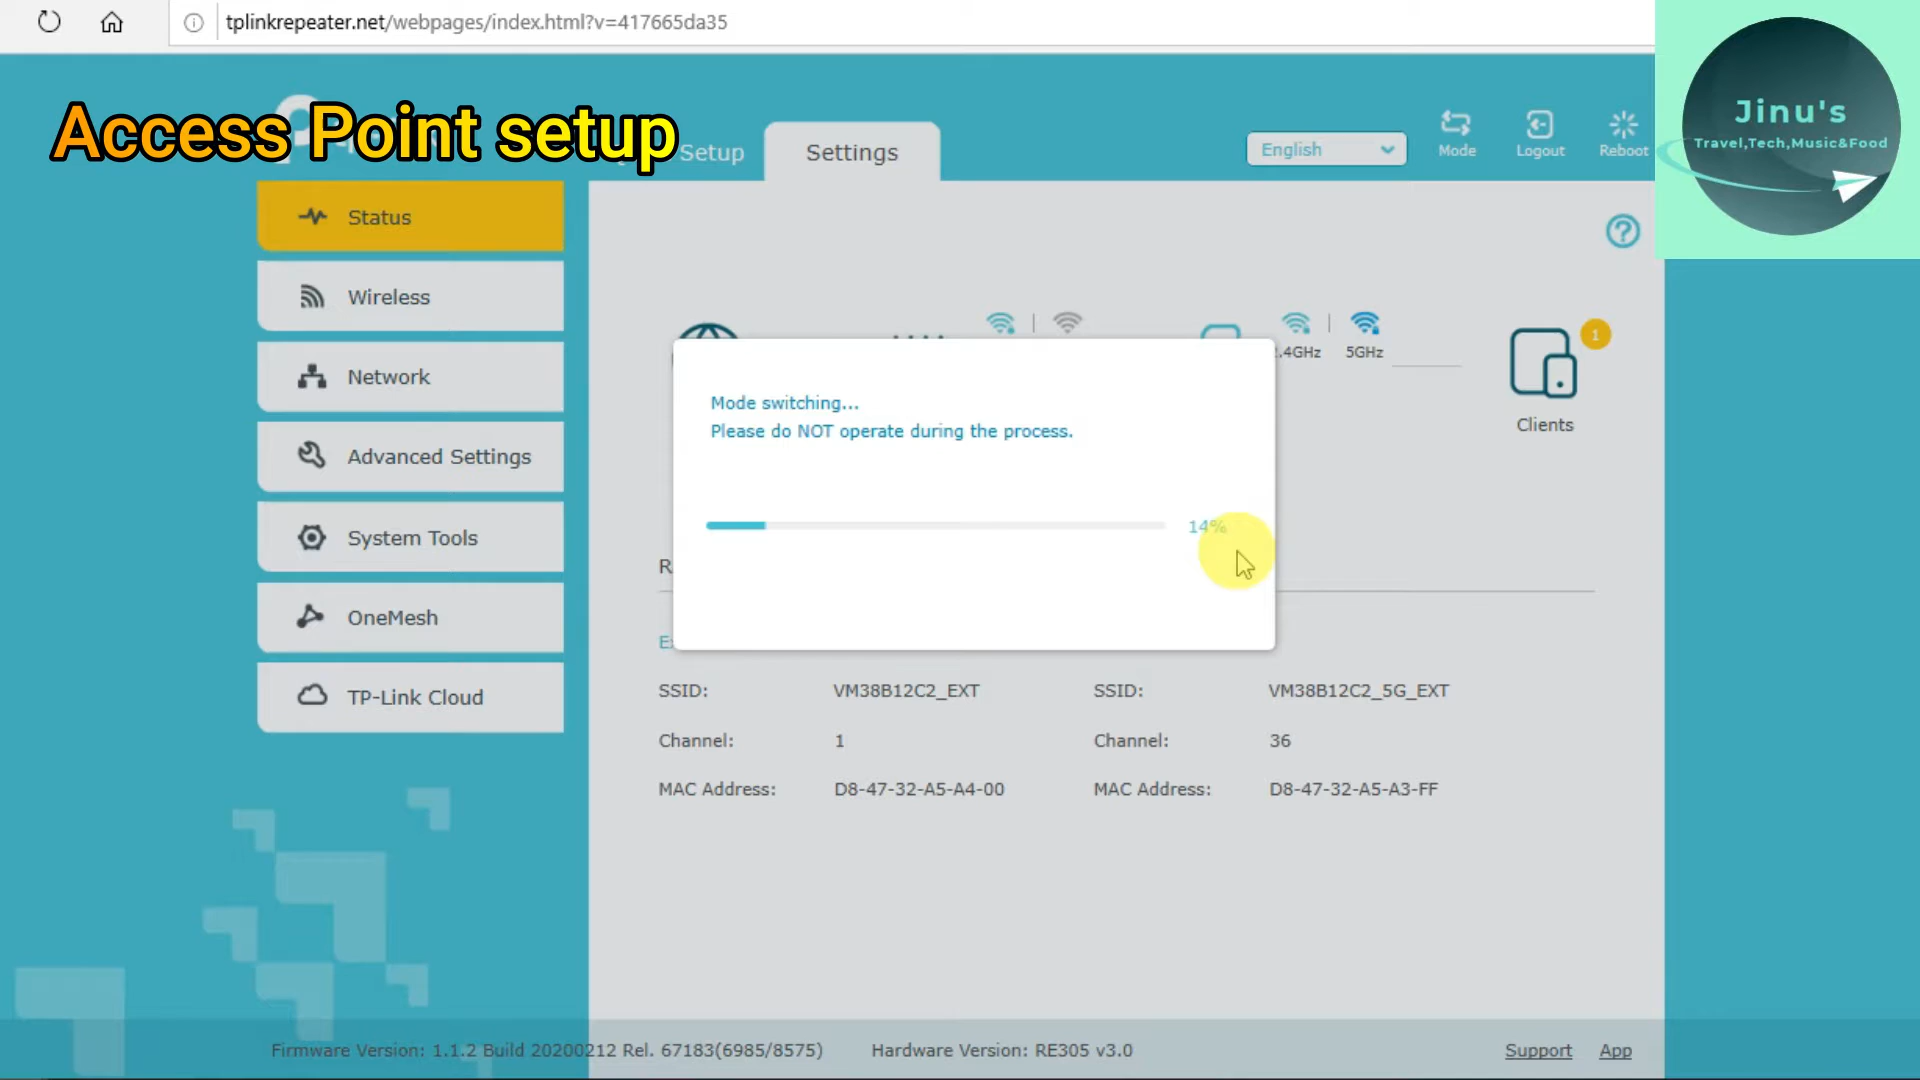 tplinkrepeater.net/webpages/index.html?v=417665da35
Jinu's
Travel,Tech,Music&Food
Access Point setup
Setup
Settings
English
Mode
Logout
Reboot
Status
Wireless
Network
Advanced Settings
System Tools
OneMesh
TP-Link Cloud
.4GHz
5GHz
1
Clients
Mode switching...
Please do NOT operate during the process.
14%
SSID: VM38B12C2_EXT SSID: VM38B12C2_5G_EXT
Channel: 1 Channel: 36
MAC Address: D8-47-32-A5-A4-00 MAC Address: D8-47-32-A5-A3-FF
Firmware Version: 1.1.2 Build 20200212 Rel. 67183(6985/8575) Hardware Version: RE305 v3.0
Support App